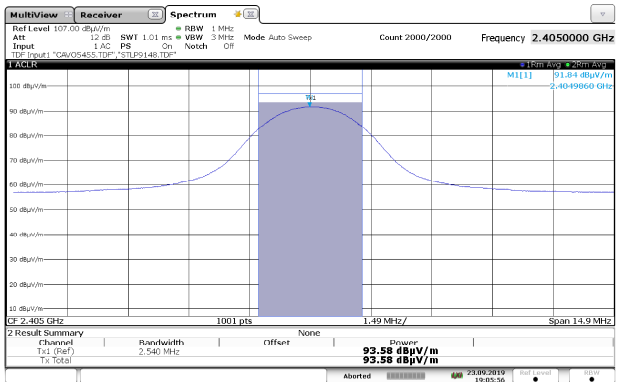 MultiView Receiver Spectrum
Ref Level 107.00 dBµV/m RBW 1 MHz
Att 12 dB SWT 1.01 ms VBW 3 MHz Mode Auto Sweep Count 2000/2000 Frequency 2.4050000 GHz
Input 1 AC PS On Notch Off
TDF Input1 "CAVO5455.TDF","STLP9148.TDF"
1 ACLR 1Rm Avg 2Rm Avg
M1[1] 91.84 dBµV/m
2.4049860 GHz
100 dBµV/m
90 dBµV/m
80 dBµV/m
70 dBµV/m
60 dBµV/m
50 dBµV/m
40 dBµV/m
30 dBµV/m
20 dBµV/m
10 dBµV/m
CF 2.405 GHz 1001 pts 1.49 MHz/ Span 14.9 MHz
2 Result Summary None
Channel Bandwidth Offset Power
Tx1 (Ref) 2.540 MHz 93.58 dBµV/m
Tx Total 93.58 dBµV/m
Aborted 23.09.2019 Ref Level RBW
19:05:56